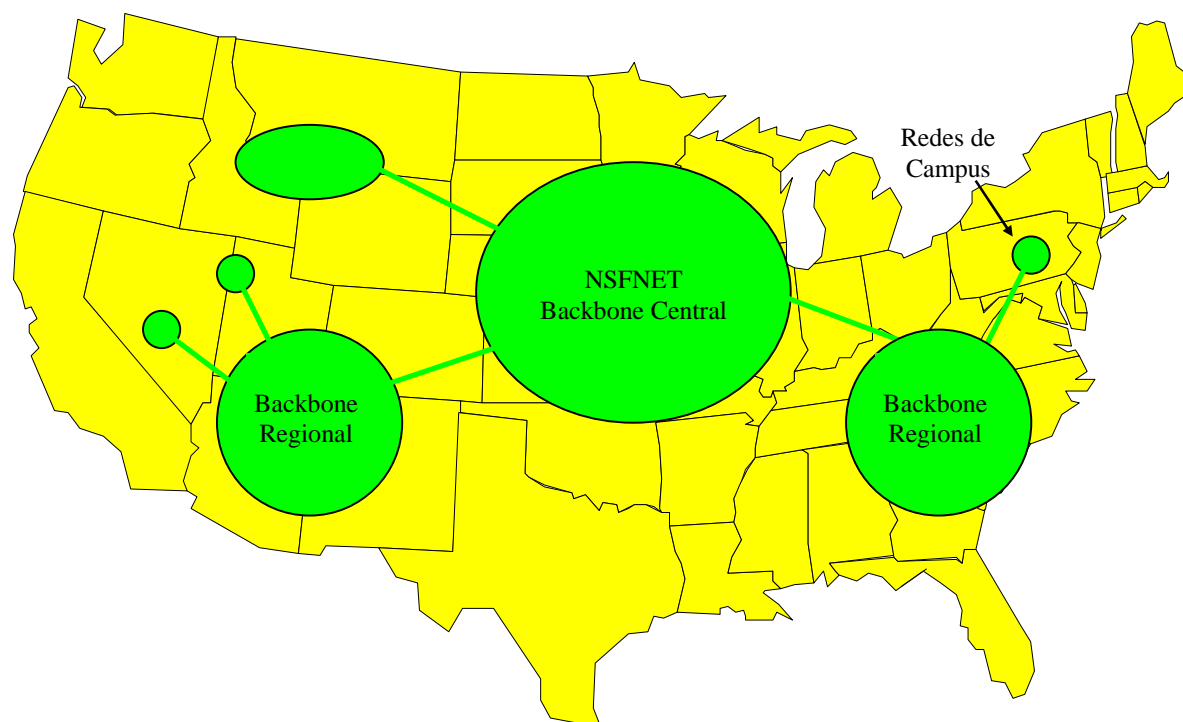 Redes de
Campus
NSFNET
Backbone Central
Backbone
Regional
Backbone
Regional